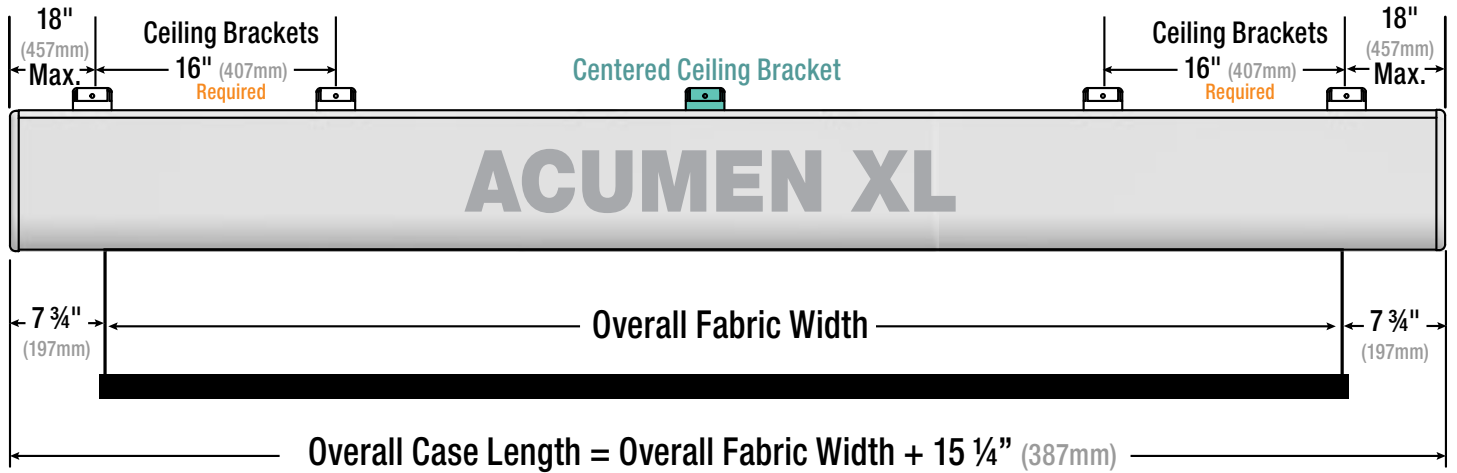 18"
(457mm)
Max.
Ceiling Brackets
16" (407mm)
Required
Centered Ceiling Bracket
Ceiling Brackets
16" (407mm)
Required
18"
(457mm)
Max.
ACUMEN XL
7 ¾"
(197mm)
Overall Fabric Width
7 ¾"
(197mm)
Overall Case Length = Overall Fabric Width + 15 ¼” (387mm)